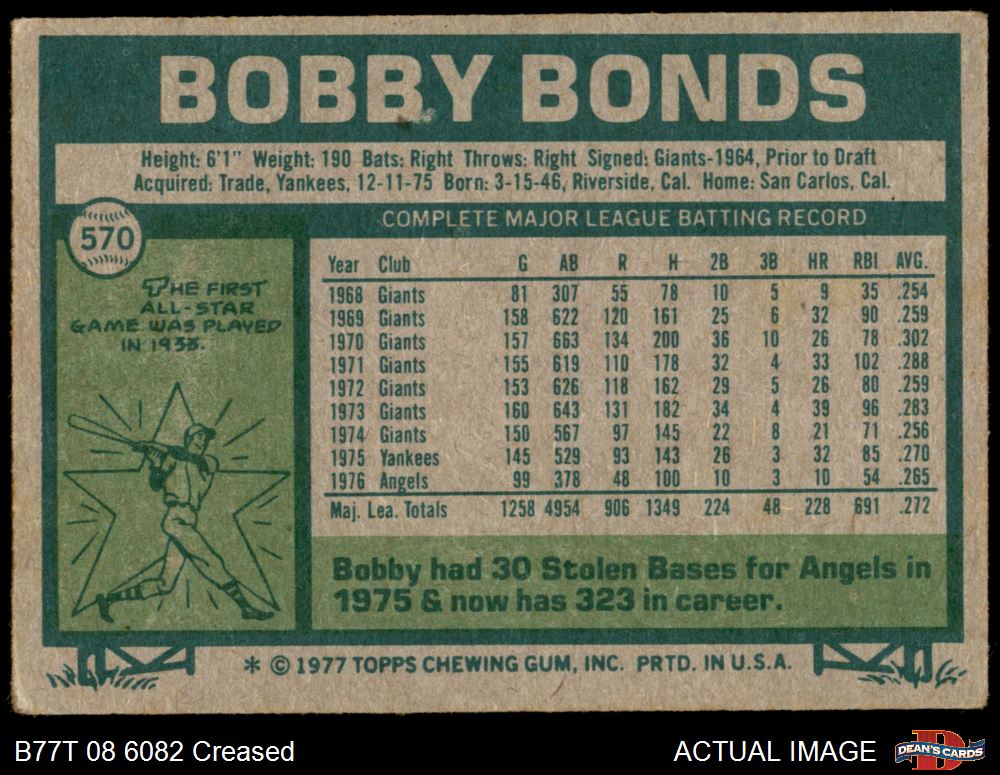 BOBBY BONDS
Height: 6'1" Weight: 190 Bats: Right Throws: Right Signed: Giants-1964, Prior to Draft
Acquired: Trade, Yankees, 12-11-75 Born: 3-15-46, Riverside, Cal. Home: San Carlos, Cal.
570
COMPLETE MAJOR LEAGUE BATTING RECORD
THE FIRST
ALL-STAR
GAME WAS PLAYED
IN 1933.
Year Club G AB R H 2B 3B HR RBI AVG.
1968 Giants 81 307 55 78 10 5 9 35 .254
1969 Giants 158 622 120 161 25 6 32 90 .259
1970 Giants 157 663 134 200 36 10 26 78 .302
1971 Giants 155 619 110 178 32 4 33 102 .288
1972 Giants 153 626 118 162 29 5 26 80 .259
1973 Giants 160 643 131 182 34 4 39 96 .283
1974 Giants 150 567 97 145 22 8 21 71 .256
1975 Yankees 145 529 93 143 26 3 32 85 .270
1976 Angels 99 378 48 100 10 3 10 54 .265
Maj. Lea. Totals 1258 4954 906 1349 224 48 228 691 .272
Bobby had 30 Stolen Bases for Angels in
1975 & now has 323 in career.
* © 1977 TOPPS CHEWING GUM, INC. PRTD. IN U.S.A.
B77T 08 6082 Creased
ACTUAL IMAGE
D
DEAN'S CARDS